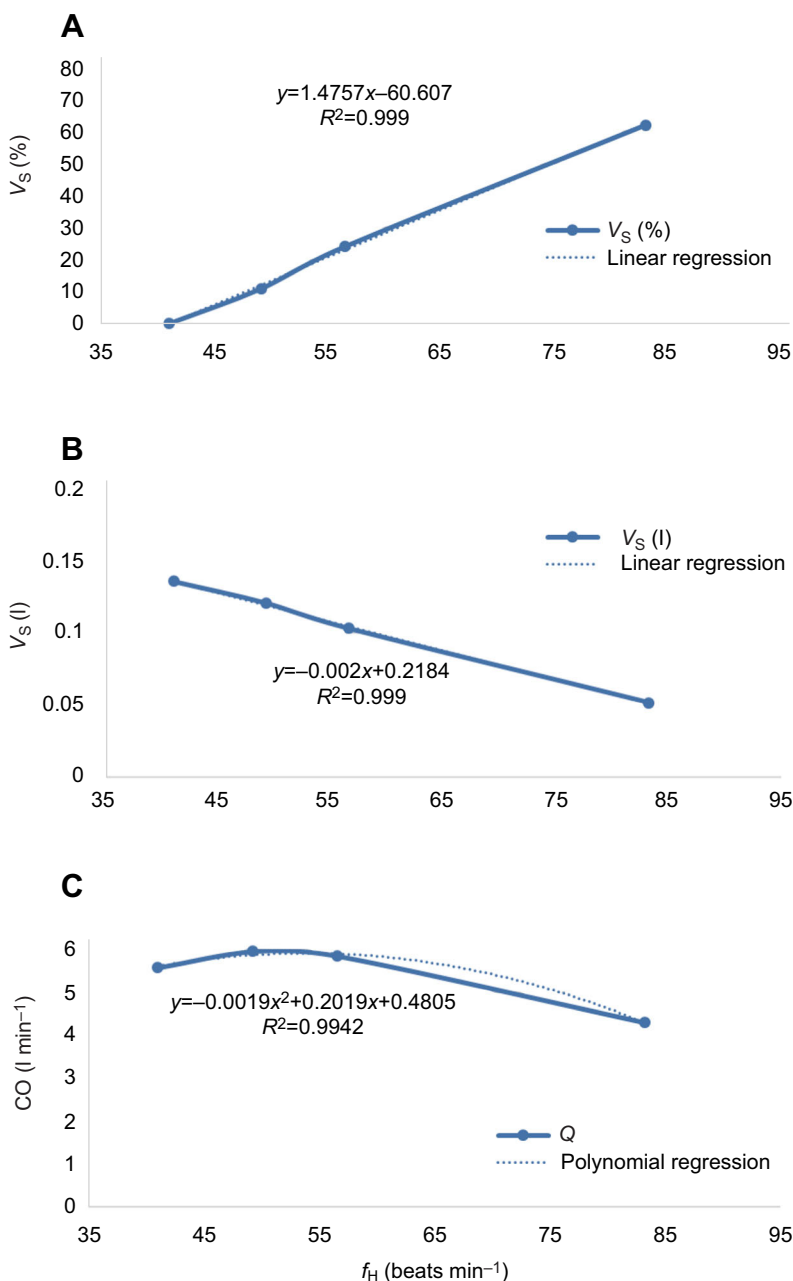 A
80
70
60
50
40
30
20
10
0
VS (%)
y=1.4757x–60.607
R2=0.999
VS (%)
Linear regression
35 45 55 65 75 85 95
B
0.2
0.15
0.1
0.05
0
VS (l)
VS (l)
Linear regression
y=–0.002x+0.2184
R2=0.999
35 45 55 65 75 85 95
C
6
5
4
3
2
1
0
CO (l min–1)
y=–0.0019x2+0.2019x+0.4805
R2=0.9942
Q
Polynomial regression
35 45 55 65 75 85 95
fH (beats min–1)